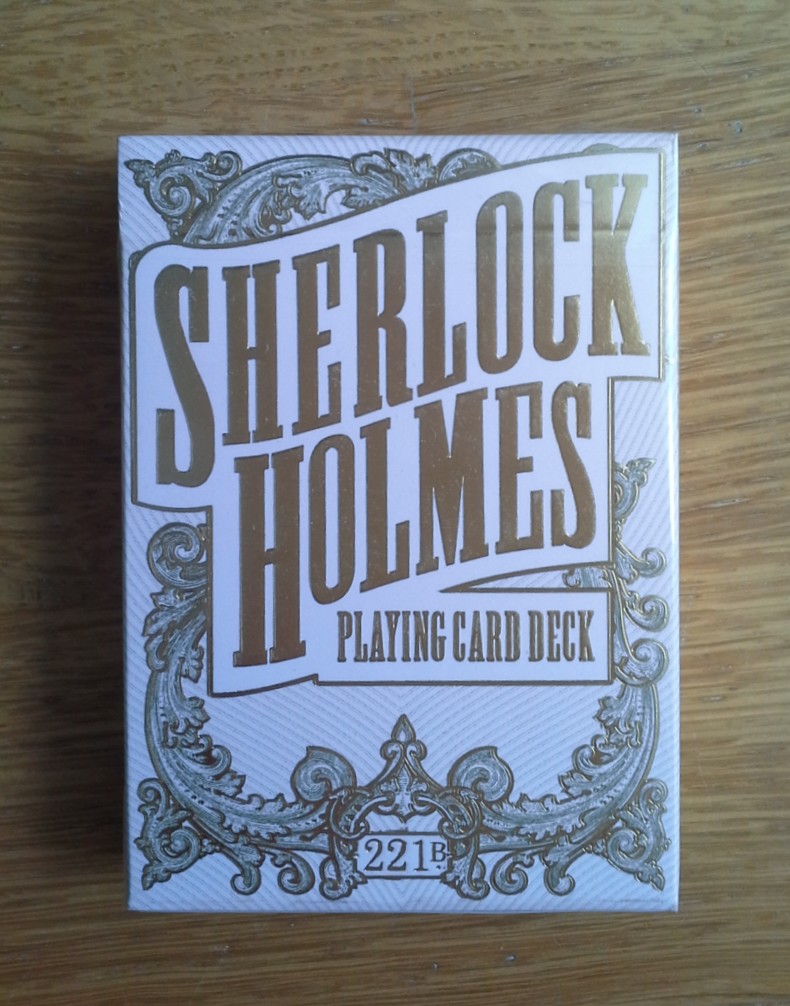 SHERLOCK
HOLMES
PLAYING CARD DECK
221B